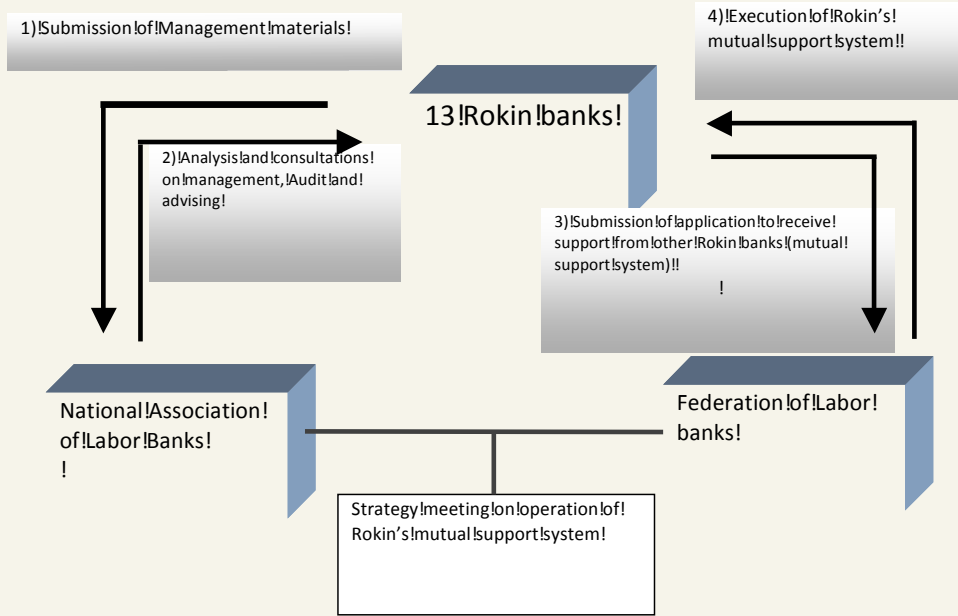 1)!Submission!of!Management!materials!
4)!Execution!of!Rokin's!
mutual!support!system!!
13!Rokin!banks!
2)!Analysis!and!consultations!
on!management,!Audit!and!
advising!
3)!Submission!of!application!to!receive!
support!from!other!Rokin!banks!(mutual!
support!system)!!
!
National!Association!
of!Labor!Banks!
!
Federation!of!Labor!
banks!
Strategy!meeting!on!operation!of!
Rokin's!mutual!support!system!